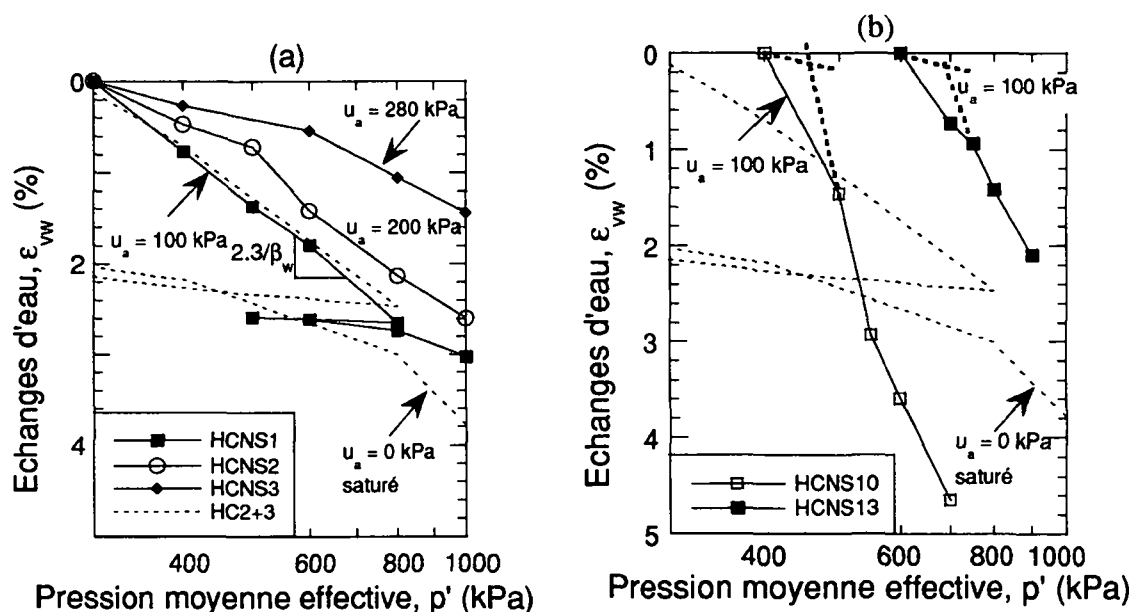 (a)
0
2
4
Echanges d'eau, ε_vw (%)
u_a = 280 kPa
u_a = 200 kPa
u_a = 100 kPa
2.3/β_w
u_a = 0 kPa
saturé
HCNS1
HCNS2
HCNS3
HC2+3
400 600 800 1000
Pression moyenne effective, p' (kPa)
(b)
0
1
2
3
4
5
Echanges d'eau, ε_vw (%)
u_a = 100 kPa
u_a = 100 kPa
u_a = 0 kPa
saturé
HCNS10
HCNS13
400 600 800 1000
Pression moyenne effective, p' (kPa)